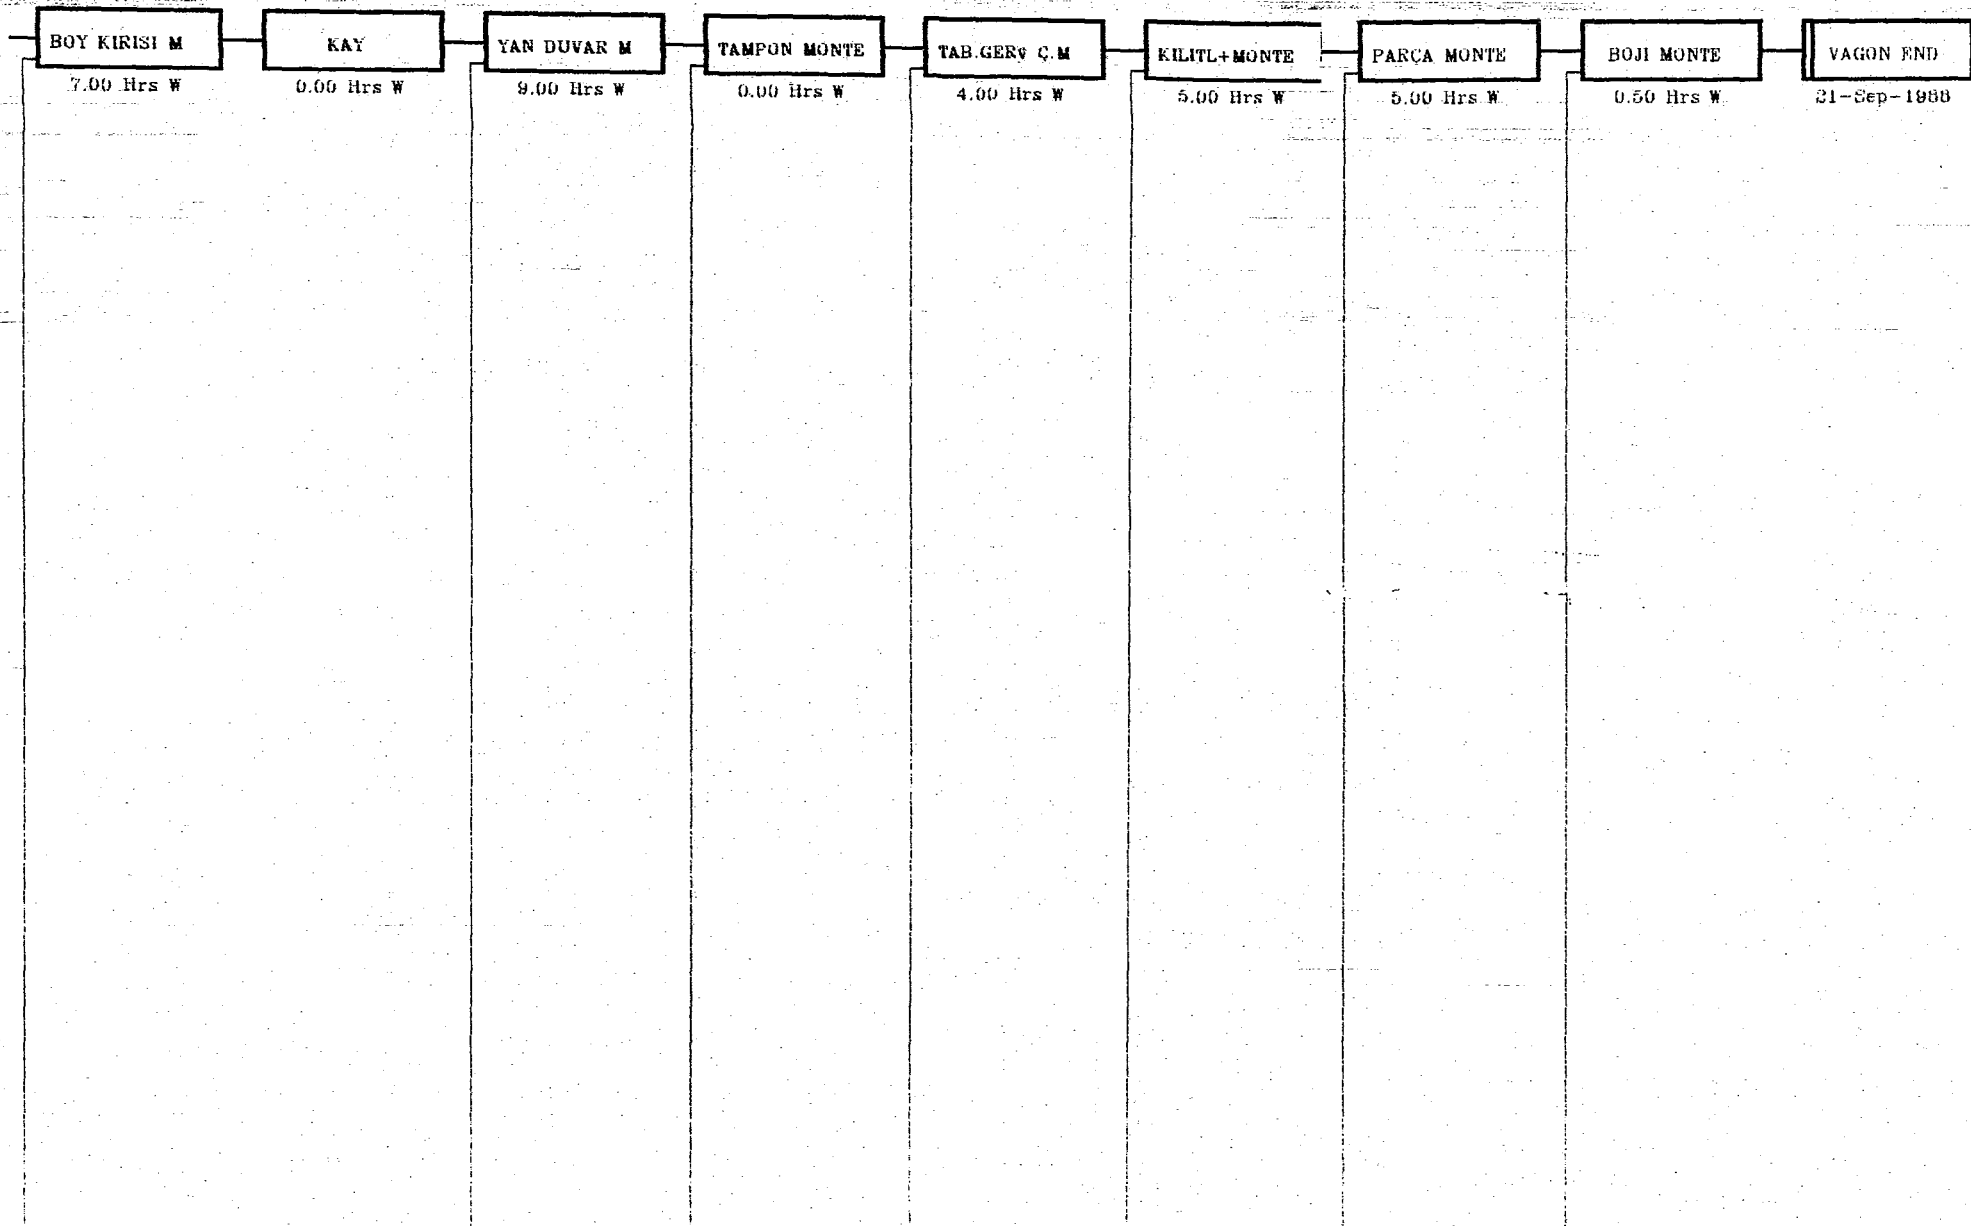 BOY KIRISI M
7.00 Hrs W
KAY
0.00 Hrs W
YAN DUVAR M
9.00 Hrs W
TAMPON MONTE
0.00 Hrs W
TAB.GERV Ç.M
4.00 Hrs W
KILITL+MONTE
5.00 Hrs W
PARÇA MONTE
5.00 Hrs W
BOJI MONTE
0.50 Hrs W
VAGON END
21-Sep-1988